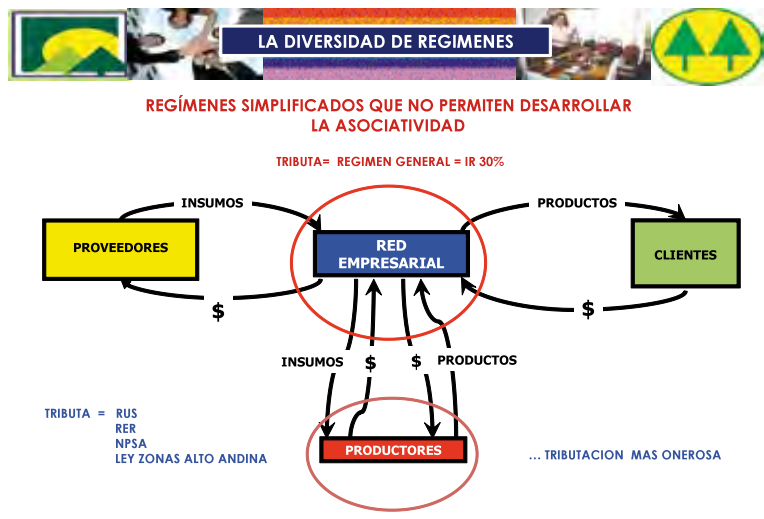 LA DIVERSIDAD DE REGIMENES
REGÍMENES SIMPLIFICADOS QUE NO PERMITEN DESARROLLAR
LA ASOCIATIVIDAD
TRIBUTA= REGIMEN GENERAL = IR 30%
INSUMOS
PRODUCTOS
PROVEEDORES
RED
EMPRESARIAL
CLIENTES
$
$
INSUMOS
$
$
PRODUCTOS
TRIBUTA = RUS
RER
NPSA
LEY ZONAS ALTO ANDINA
PRODUCTORES
... TRIBUTACION MAS ONEROSA